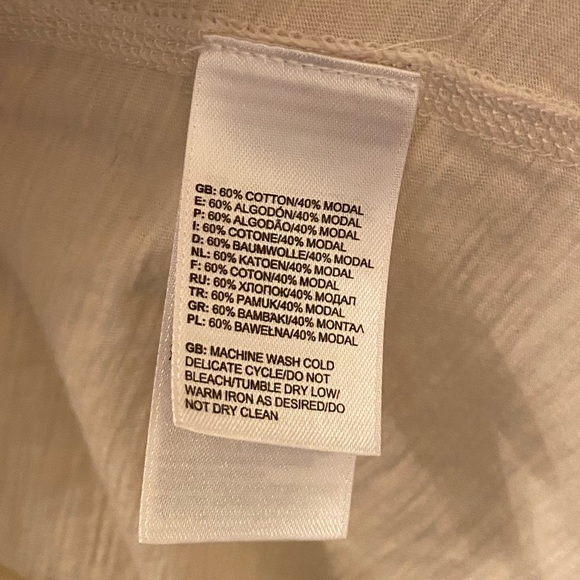 GB: 60% COTTON/40% MODAL
E: 60% ALGODÓN/40% MODAL
P: 60% ALGODÃO/40% MODAL
I: 60% COTONE/40% MODAL
D: 60% BAUMWOLLE/40% MODAL
NL: 60% KATOEN/40% MODAL
F: 60% COTON/40% MODAL
RU: 60% ХЛОПОК/40% МОДАЛ
TR: 60% PAMUK/40% MODAL
GR: 60% BAMBAKI/40% ΜΟΝΤΑΛ
PL: 60% BAWEŁNA/40% MODAL
GB: MACHINE WASH COLD
DELICATE CYCLE/DO NOT
BLEACH/TUMBLE DRY LOW/
WARM IRON AS DESIRED/DO
NOT DRY CLEAN